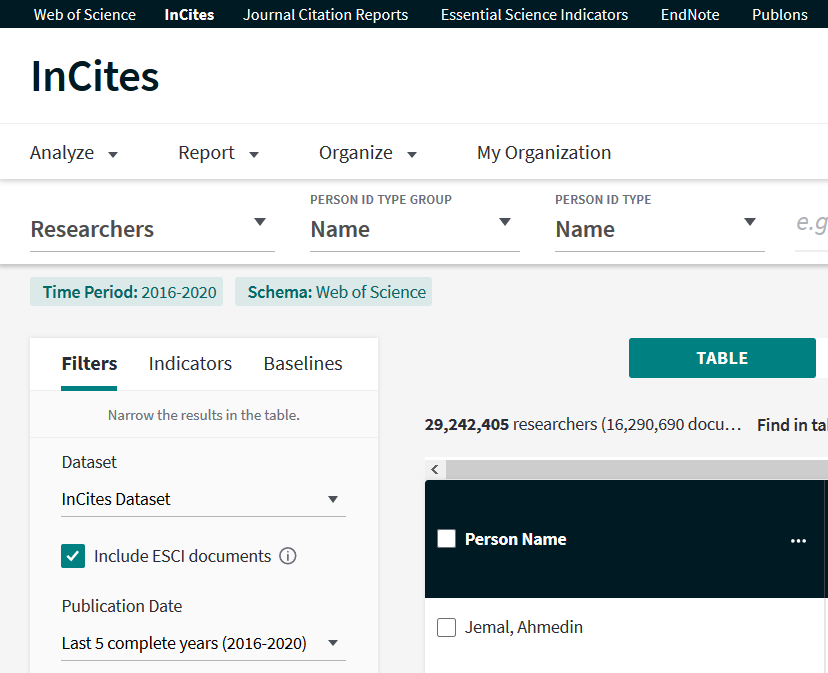 Web of Science InCites Journal Citation Reports Essential Science Indicators EndNote Publons
InCites
Analyze Report Organize My Organization
PERSON ID TYPE GROUP PERSON ID TYPE
Researchers Name Name e.g
Time Period: 2016-2020 Schema: Web of Science
Filters Indicators Baselines TABLE
Narrow the results in the table.
29,242,405 researchers (16,290,690 docu… Find in ta
Dataset
InCites Dataset
Person Name
Include ESCI documents
Publication Date
Jemal, Ahmedin
Last 5 complete years (2016-2020)